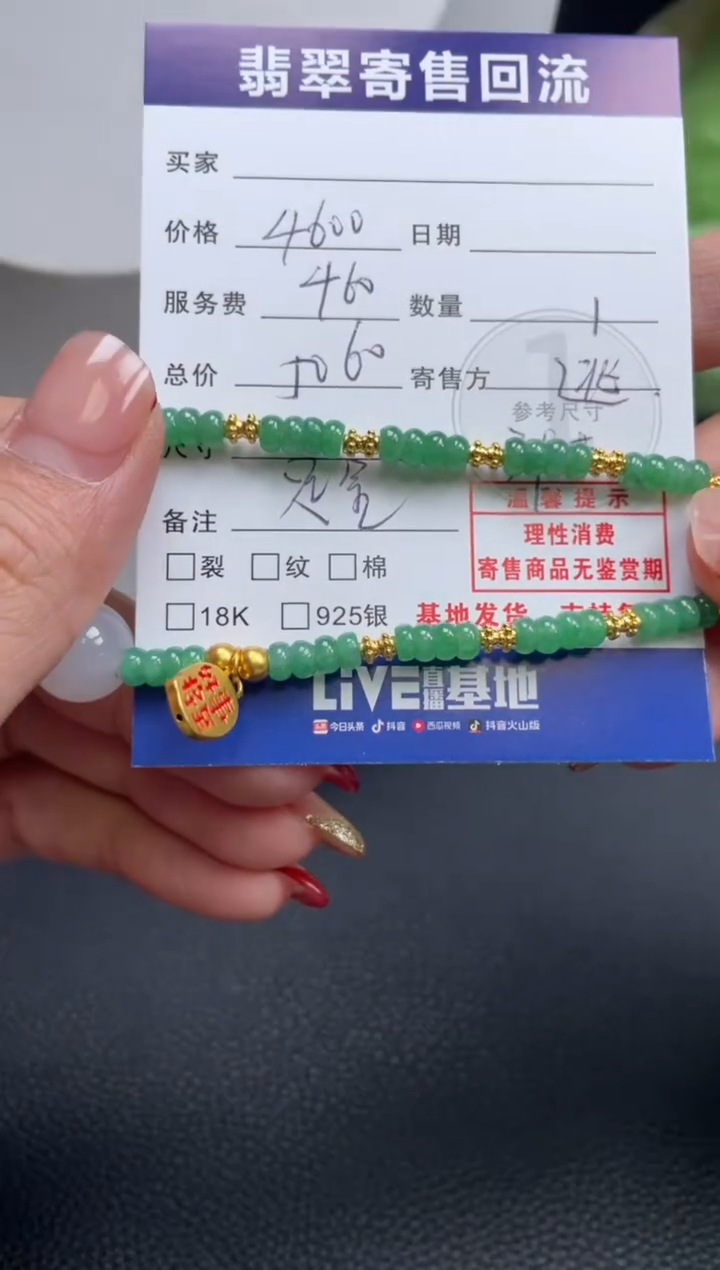 翡翠寄售回流
买家
价格 4600 日期
服务费 460 数量 1
总价 5060 寄售方
参考尺寸
尺寸
备注
温馨提示
理性消费
寄售商品无鉴赏期
裂 纹 棉
18K 925银 基地发货
LiVE直播基地
今日头条 抖音 西瓜视频 抖音火山版